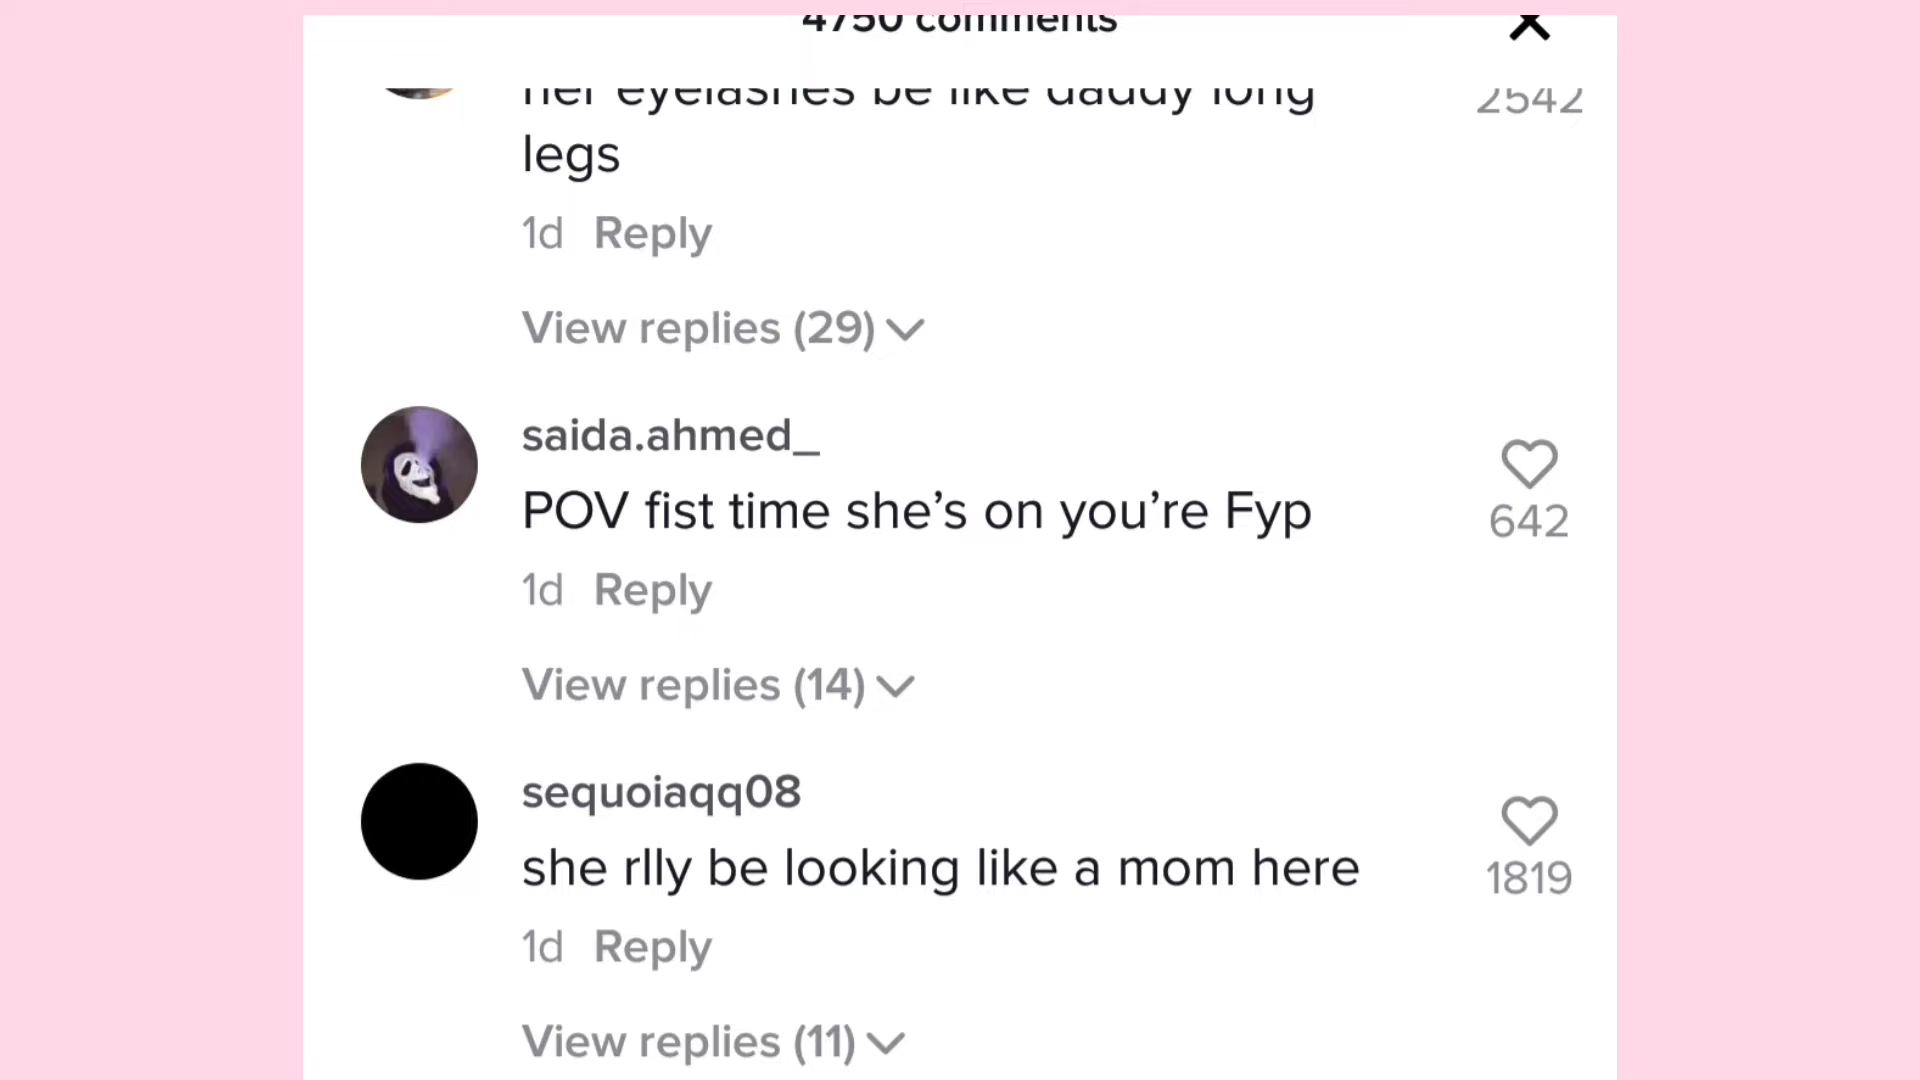 4750 comments
her eyelashes be like daddy long
2542
legs
1d Reply
View replies (29)
saida.ahmed_
POV fist time she’s on you’re Fyp
642
1d Reply
View replies (14)
sequoiaqq08
she rlly be looking like a mom here
1819
1d Reply
View replies (11)